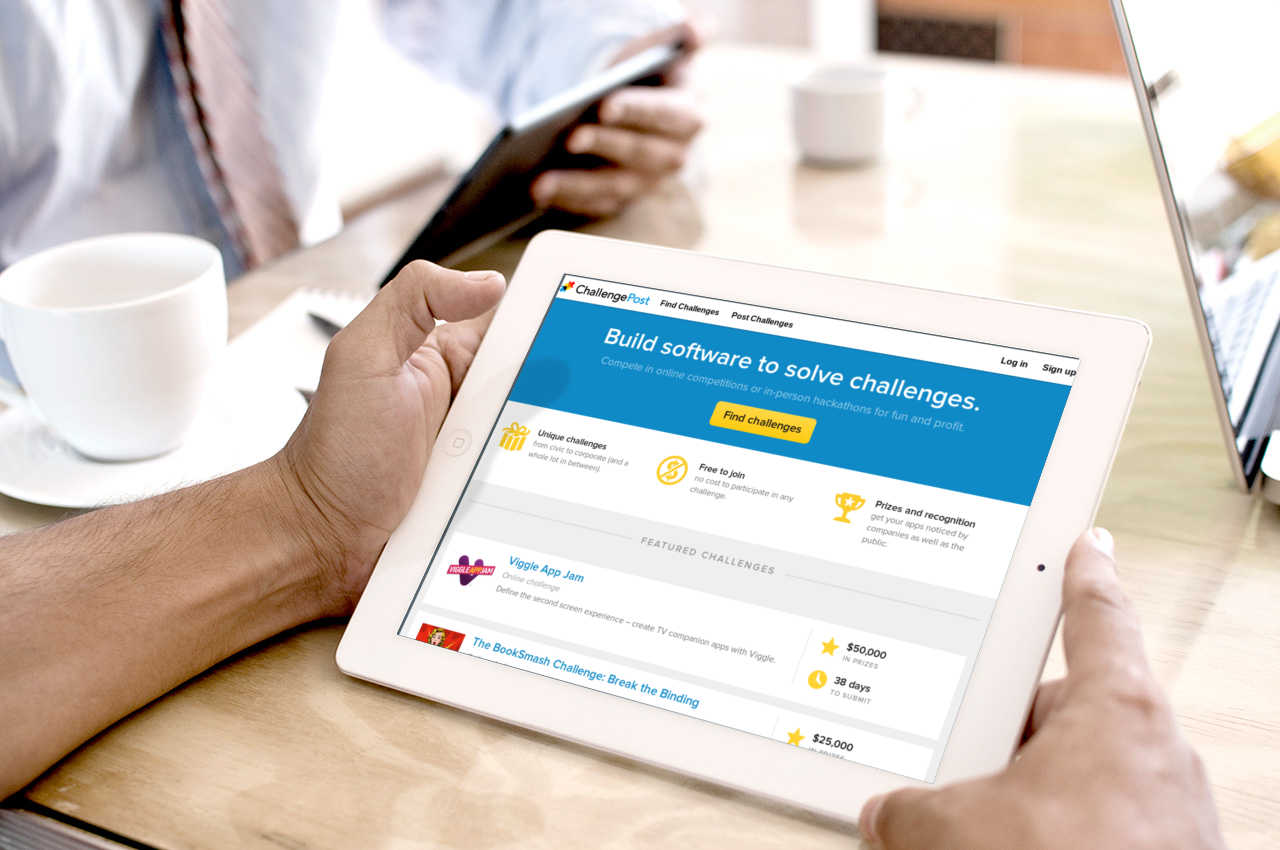 ChallengePost Find Challenges Post Challenges Log in Sign up
Build software to solve challenges.
Compete in online competitions or in-person hackathons for fun and profit.
Find challenges
Unique challenges
from civic to corporate (and a
whole lot in between).
Free to join
no cost to participate in any
challenge.
Prizes and recognition
get your apps noticed by
companies as well as the
public.
FEATURED CHALLENGES
VIGGLEAPPJAM
Viggle App Jam
Online challenge
Define the second screen experience – create TV companion apps with Viggle.
$50,000
IN PRIZES
38 days
TO SUBMIT
The BookSmash Challenge: Break the Binding
$25,000
IN PRIZES